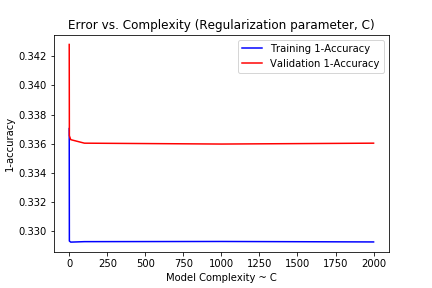 Error vs. Complexity (Regularization parameter, C)
Training 1-Accuracy
Validation 1-Accuracy
1-accuracy
0.342
0.340
0.338
0.336
0.334
0.332
0.330
0 250 500 750 1000 1250 1500 1750 2000
Model Complexity ~ C